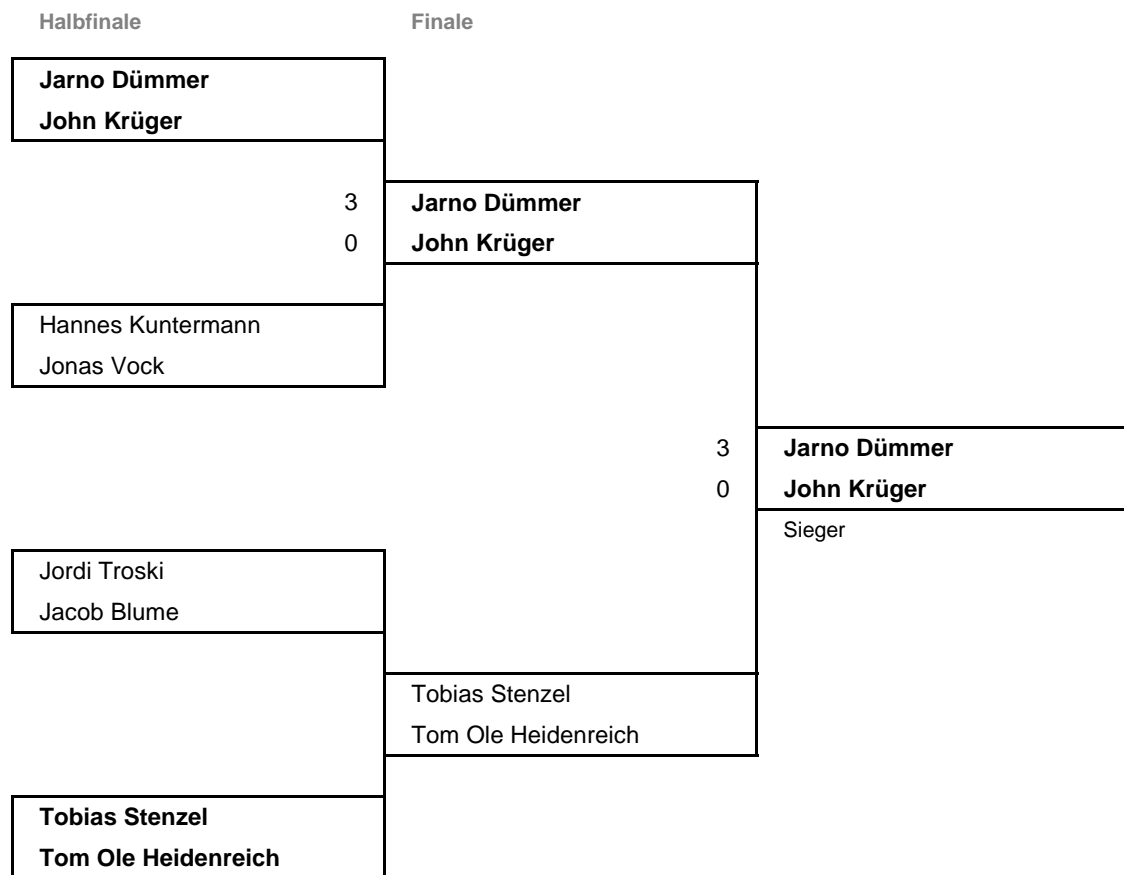 Halbfinale Finale
Jarno Dümmer
John Krüger
3 Jarno Dümmer
0 John Krüger
Hannes Kuntermann
Jonas Vock
3 Jarno Dümmer
0 John Krüger
Sieger
Jordi Troski
Jacob Blume
Tobias Stenzel
Tom Ole Heidenreich
Tobias Stenzel
Tom Ole Heidenreich